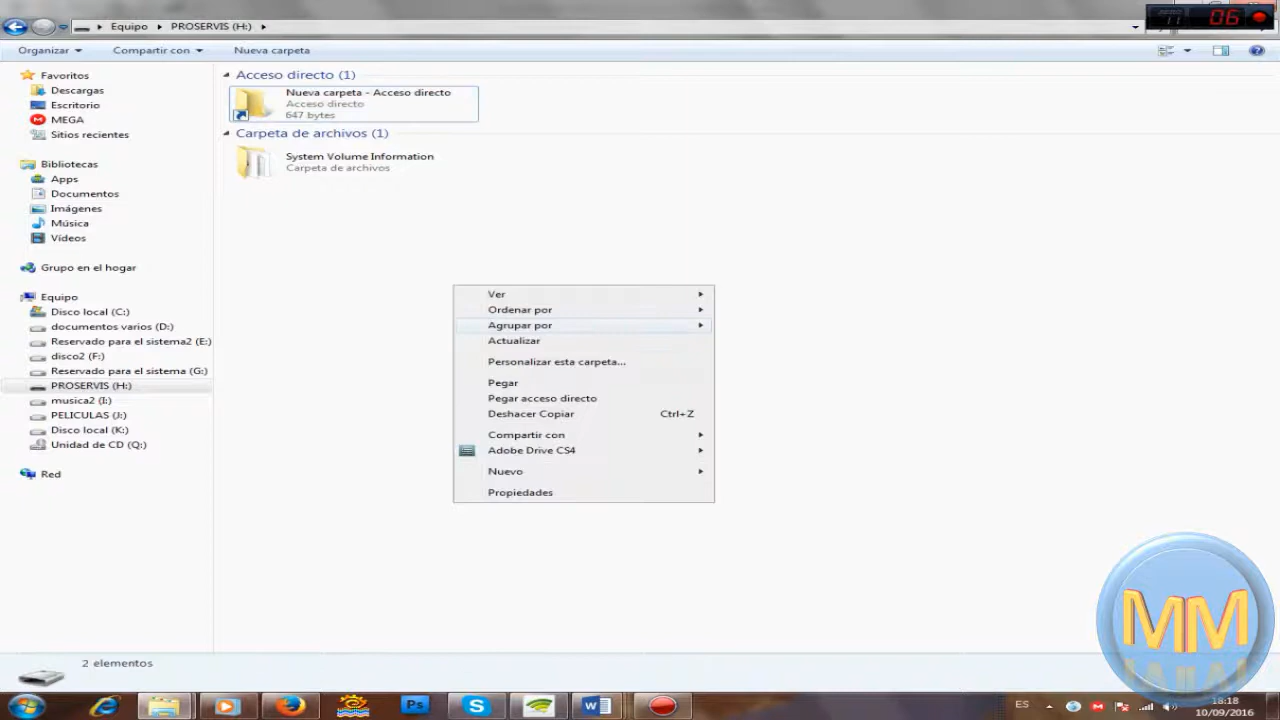 Equipo PROSERVIS (H:)
06
Organizar Compartir con Nueva carpeta
Favoritos
Descargas
Escritorio
MEGA
Sitios recientes
Bibliotecas
Apps
Documentos
Imágenes
Música
Vídeos
Grupo en el hogar
Equipo
Disco local (C:)
documentos varios (D:)
Reservado para el sistema2 (E:)
disco2 (F:)
Reservado para el sistema (G:)
PROSERVIS (H:)
musica2 (I:)
PELICULAS (J:)
Disco local (K:)
Unidad de CD (Q:)
Red
Acceso directo (1)
Nueva carpeta - Acceso directo
Acceso directo
647 bytes
Carpeta de archivos (1)
System Volume Information
Carpeta de archivos
Ver
Ordenar por
Agrupar por
Actualizar
Personalizar esta carpeta...
Pegar
Pegar acceso directo
Deshacer Copiar Ctrl+Z
Compartir con
Adobe Drive CS4
Nuevo
Propiedades
MM
2 elementos
Ps S W
ES
18:18
10/09/2016